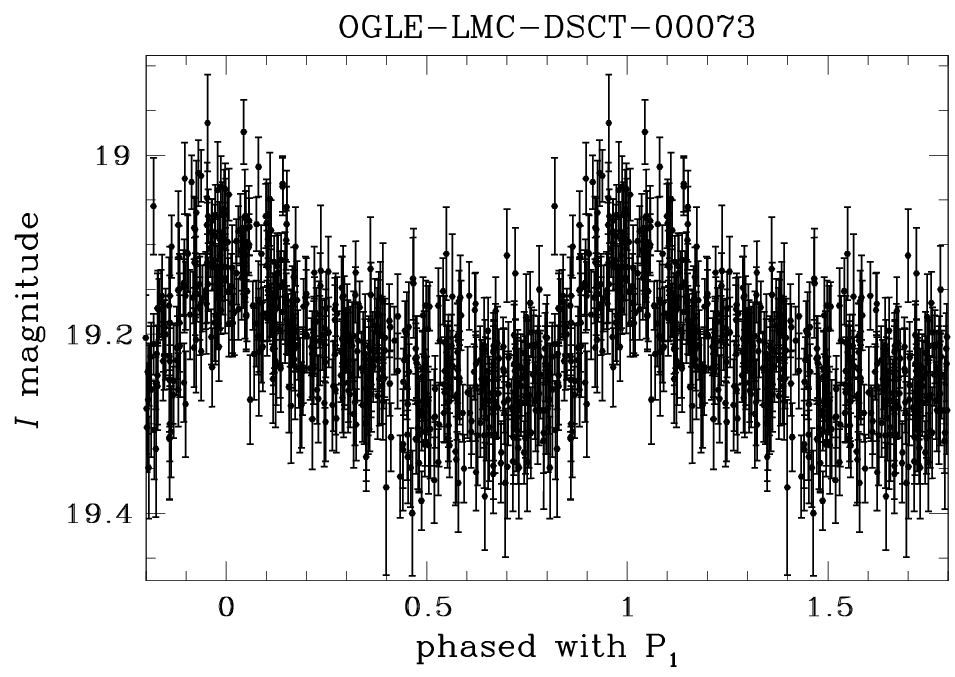 OGLE-LMC-DSCT-00073
19
19.2
19.4
I magnitude
0 0.5 1 1.5
phased with P₁